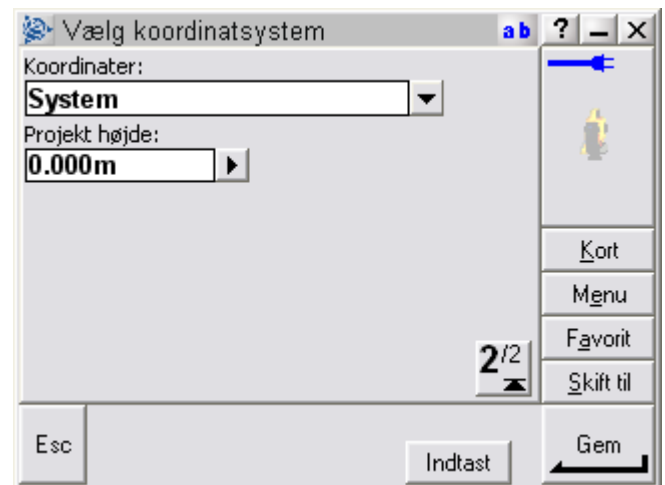 Vælg koordinatsystem
ab
?
Koordinater:
System
Projekt højde:
0.000m
Kort
Menu
Favorit
2/2
Skift til
Esc
Indtast
Gem